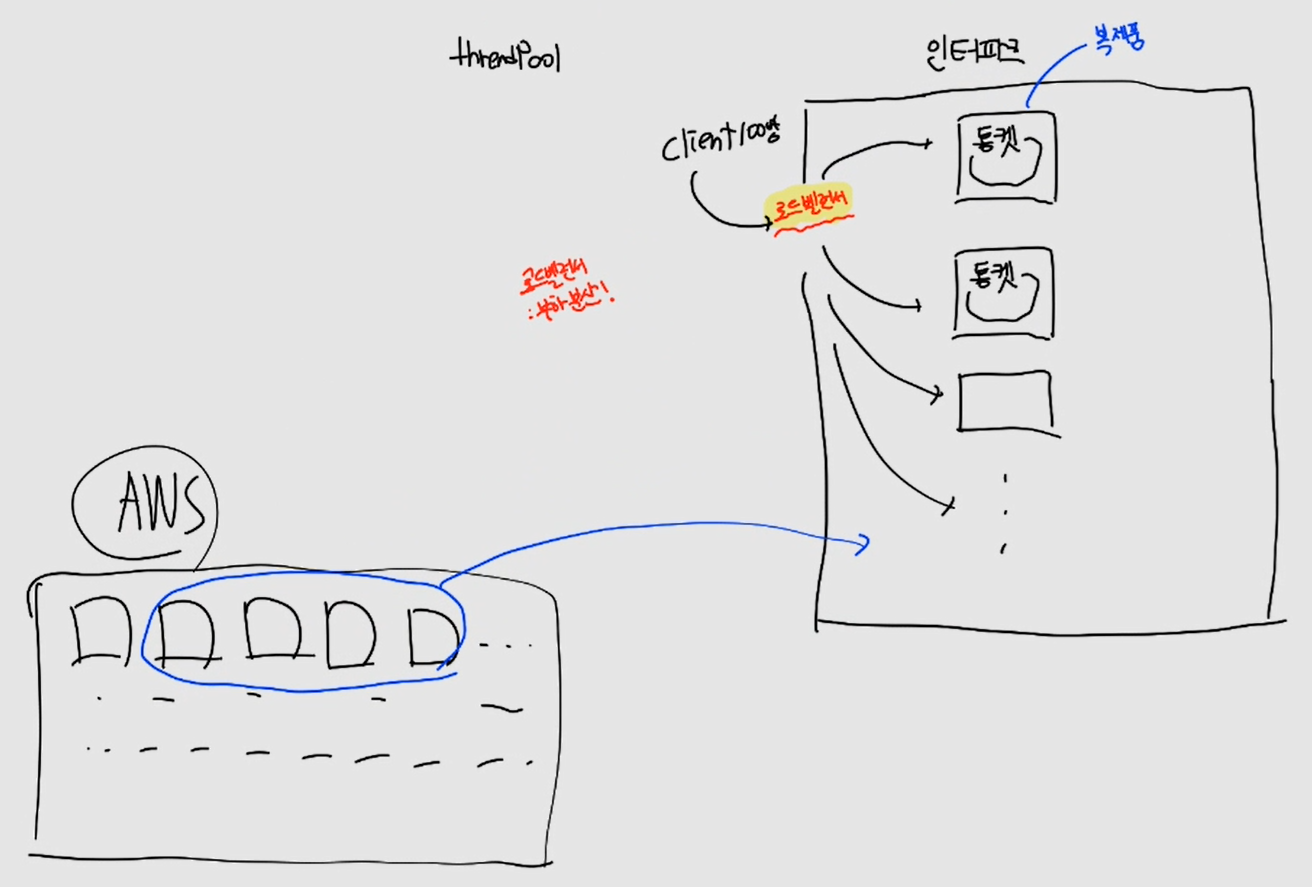 threadPool
인터파크
복제품
Client 100명
톰켓
로드벨런서
톰켓
로드벨런서
: 부하 분산!
AWS